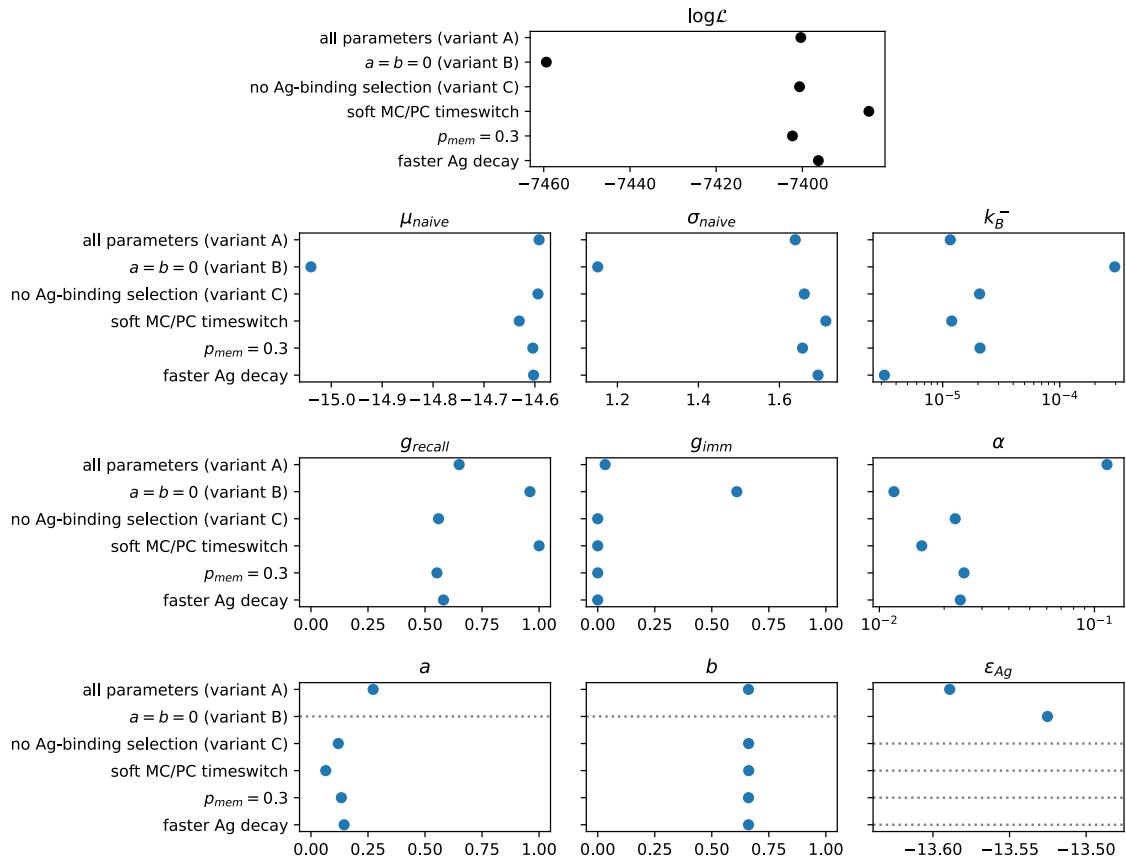 log𝓛
all parameters (variant A)
a = b = 0 (variant B)
no Ag-binding selection (variant C)
soft MC/PC timeswitch
p_mem = 0.3
faster Ag decay
−7460 −7440 −7420 −7400
μ_naive σ_naive k_B^−
all parameters (variant A)
a = b = 0 (variant B)
no Ag-binding selection (variant C)
soft MC/PC timeswitch
p_mem = 0.3
faster Ag decay
−15.0 −14.9 −14.8 −14.7 −14.6 1.2 1.4 1.6 10^−5 10^−4
g_recall g_imm α
all parameters (variant A)
a = b = 0 (variant B)
no Ag-binding selection (variant C)
soft MC/PC timeswitch
p_mem = 0.3
faster Ag decay
0.00 0.25 0.50 0.75 1.00 0.00 0.25 0.50 0.75 1.00 10^−2 10^−1
a b ε_Ag
all parameters (variant A)
a = b = 0 (variant B)
no Ag-binding selection (variant C)
soft MC/PC timeswitch
p_mem = 0.3
faster Ag decay
0.00 0.25 0.50 0.75 1.00 0.00 0.25 0.50 0.75 1.00 −13.60 −13.55 −13.50